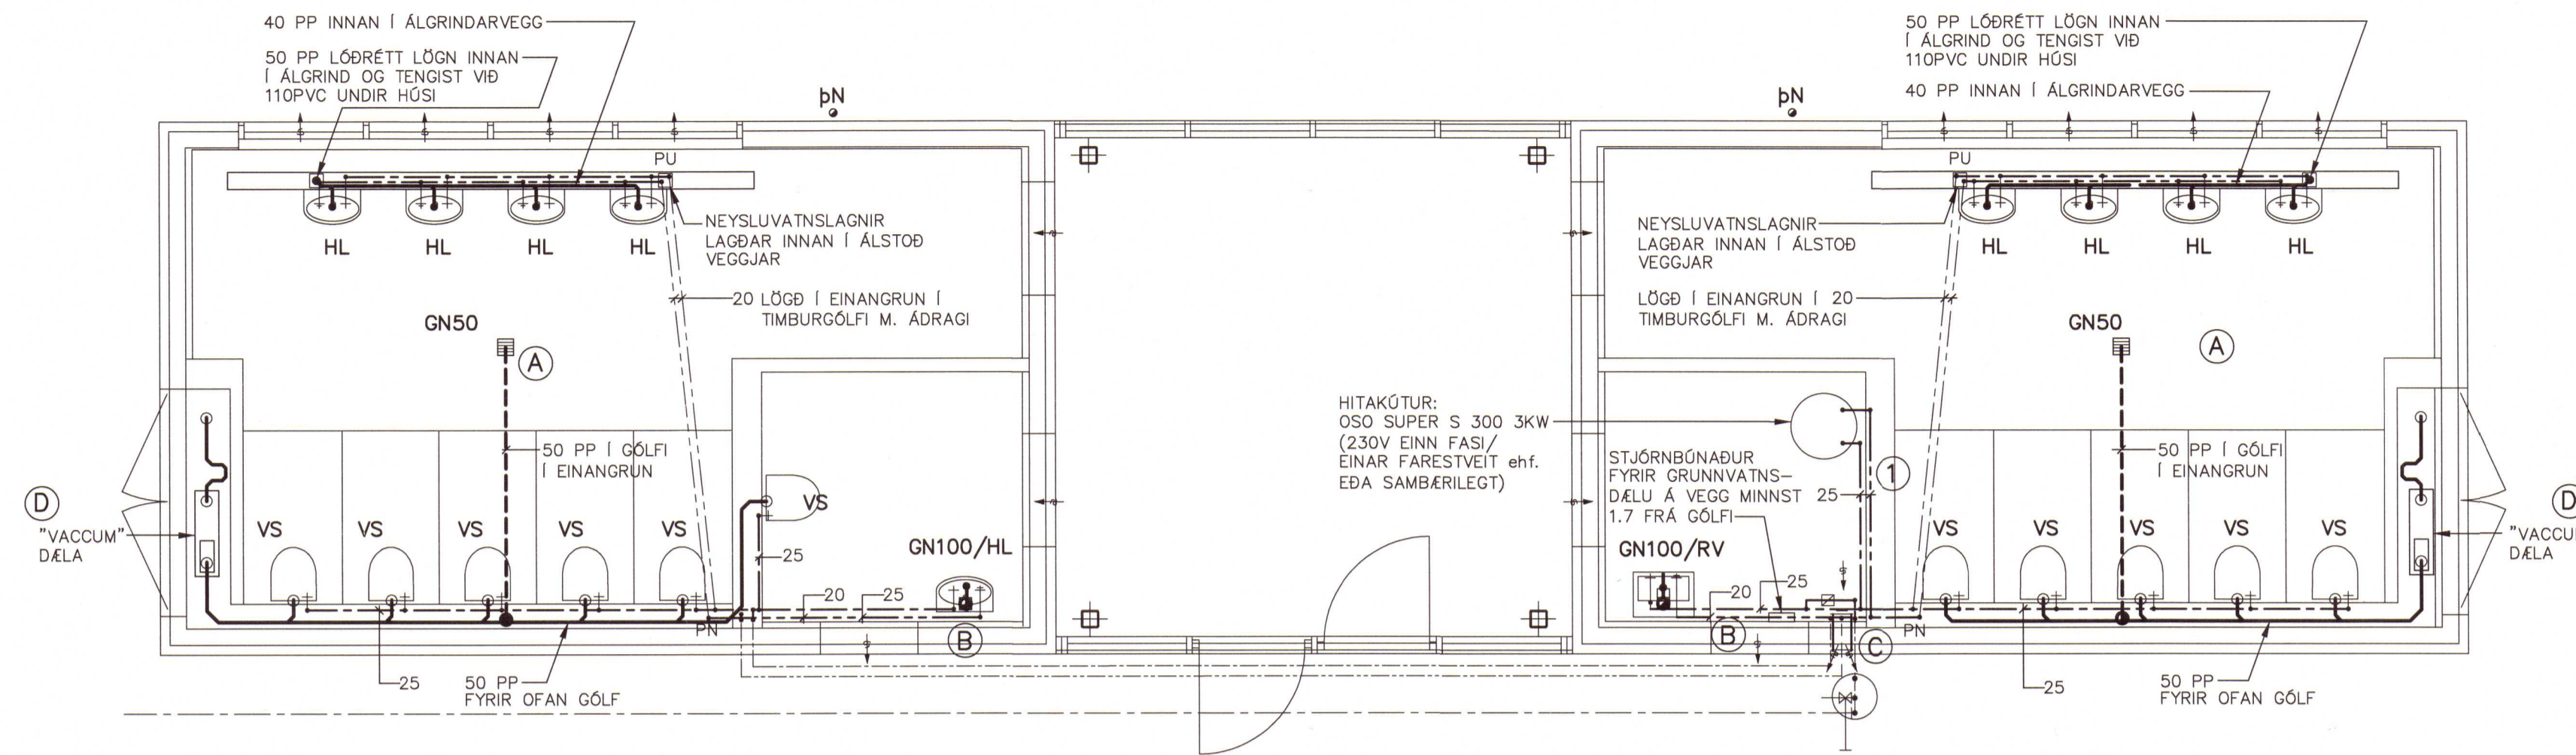 40 PP INNAN Í ÁLGRINDARVEGG
50 PP LÓÐRÉTT LÖGN INNAN
Í ÁLGRIND OG TENGIST VIÐ
110PVC UNDIR HÚSI
þN
PU
HL
HL
HL
HL
NEYSLUVATNSLAGNIR
LAGÐAR INNAN Í ÁLSTOÐ
VEGGJAR
20 LÖGÐ Í EINANGRUN Í
TIMBURGÓLFI M. ÁDRAGI
GN50
A
50 PP Í GÓLFI
Í EINANGRUN
D
"VACCUM"
DÆLA
VS
VS
VS
VS
VS
VS
25
GN100/HL
20
25
PN
B
25
50 PP
FYRIR OFAN GÓLF
50 PP LÓÐRÉTT LÖGN INNAN
Í ÁLGRIND OG TENGIST VIÐ
110PVC UNDIR HÚSI
40 PP INNAN Í ÁLGRINDARVEGG
þN
PU
HL
HL
HL
HL
NEYSLUVATNSLAGNIR
LAGÐAR INNAN Í ÁLSTOÐ
VEGGJAR
LÖGÐ Í EINANGRUN Í 20
TIMBURGÓLFI M. ÁDRAGI
GN50
A
HITAKÚTUR:
OSO SUPER S 300 3KW
(230V EINN FASI/
EINAR FARESTVEIT ehf.
EÐA SAMBÆRILEGT)
STJÓRNBÚNAÐUR
FYRIR GRUNNVATNS–
DÆLU Á VEGG MINNST
1.7 FRÁ GÓLFI
25
1
50 PP Í GÓLFI
Í EINANGRUN
GN100/RV
20
25
B
C
PN
VS
VS
VS
VS
VS
D
"VACCUM
DÆLA
25
50 PP
FYRIR OFAN GÓLF